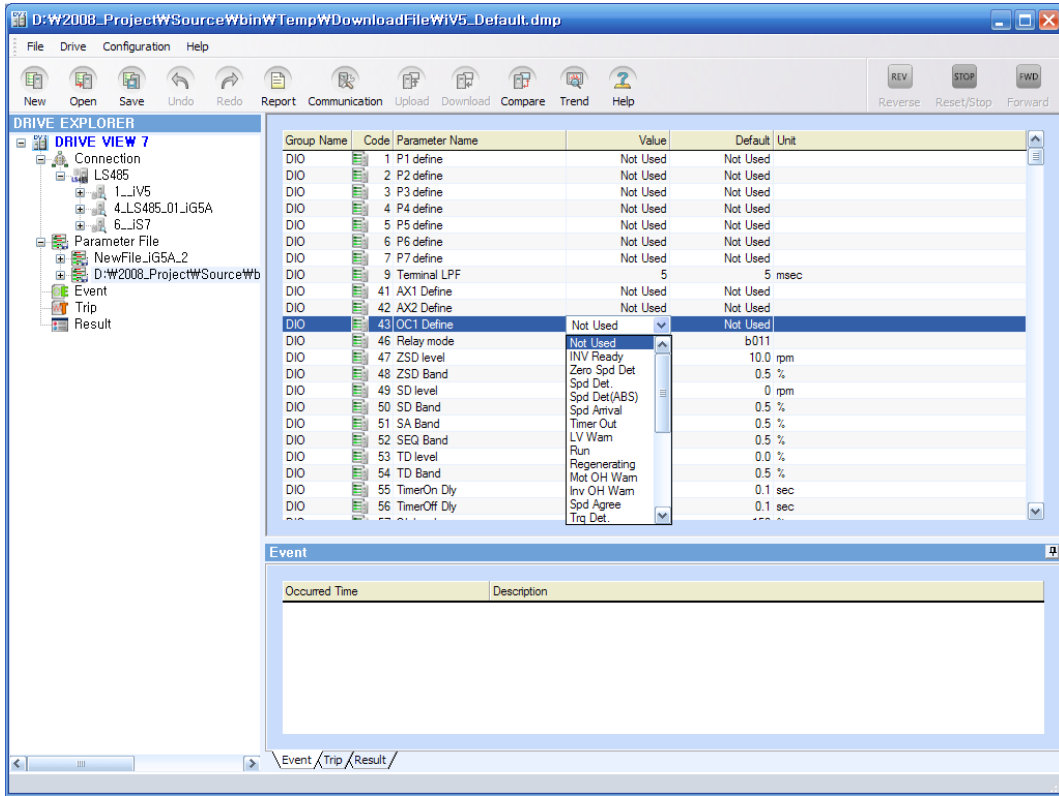 D:₩2008_Project₩Source₩bin₩Temp₩DownloadFile₩iV5_Default.dmp
File Drive Configuration Help
REV STOP FWD
New Open Save Undo Redo Report Communication Upload Download Compare Trend Help Reverse Reset/Stop Forward
DRIVE EXPLORER
DRIVE VIEW 7
Connection
LS485
1__iV5
4_LS485_01_iG5A
6__iS7
Parameter File
NewFile_iG5A_2
D:₩2008_Project₩Source₩b
Event
Trip
Result
Group Name Code Parameter Name Value Default Unit
DIO 1 P1 define Not Used Not Used
DIO 2 P2 define Not Used Not Used
DIO 3 P3 define Not Used Not Used
DIO 4 P4 define Not Used Not Used
DIO 5 P5 define Not Used Not Used
DIO 6 P6 define Not Used Not Used
DIO 7 P7 define Not Used Not Used
DIO 9 Terminal LPF 5 5 msec
DIO 41 AX1 Define Not Used Not Used
DIO 42 AX2 Define Not Used Not Used
DIO 43 OC1 Define Not Used Not Used
DIO 46 Relay mode b011
DIO 47 ZSD level 10.0 rpm
DIO 48 ZSD Band 0.5 %
DIO 49 SD level 0 rpm
DIO 50 SD Band 0.5 %
DIO 51 SA Band 0.5 %
DIO 52 SEQ Band 0.5 %
DIO 53 TD level 0.0 %
DIO 54 TD Band 0.5 %
DIO 55 TimerOn Dly 0.1 sec
DIO 56 TimerOff Dly 0.1 sec
Not Used
INV Ready
Zero Spd Det
Spd Det.
Spd Det(ABS)
Spd Arrival
Timer Out
LV Warn
Run
Regenerating
Mot OH Warn
Inv OH Warn
Spd Agree
Trq Det.
Event
Occurred Time Description
Event Trip Result